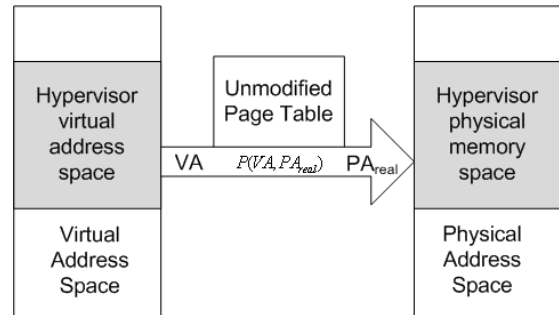 Hypervisor
virtual
address
space
Virtual
Address
Space
Unmodified
Page Table
VA P(VA, PA_real) PA_real
Hypervisor
physical
memory
space
Physical
Address
Space